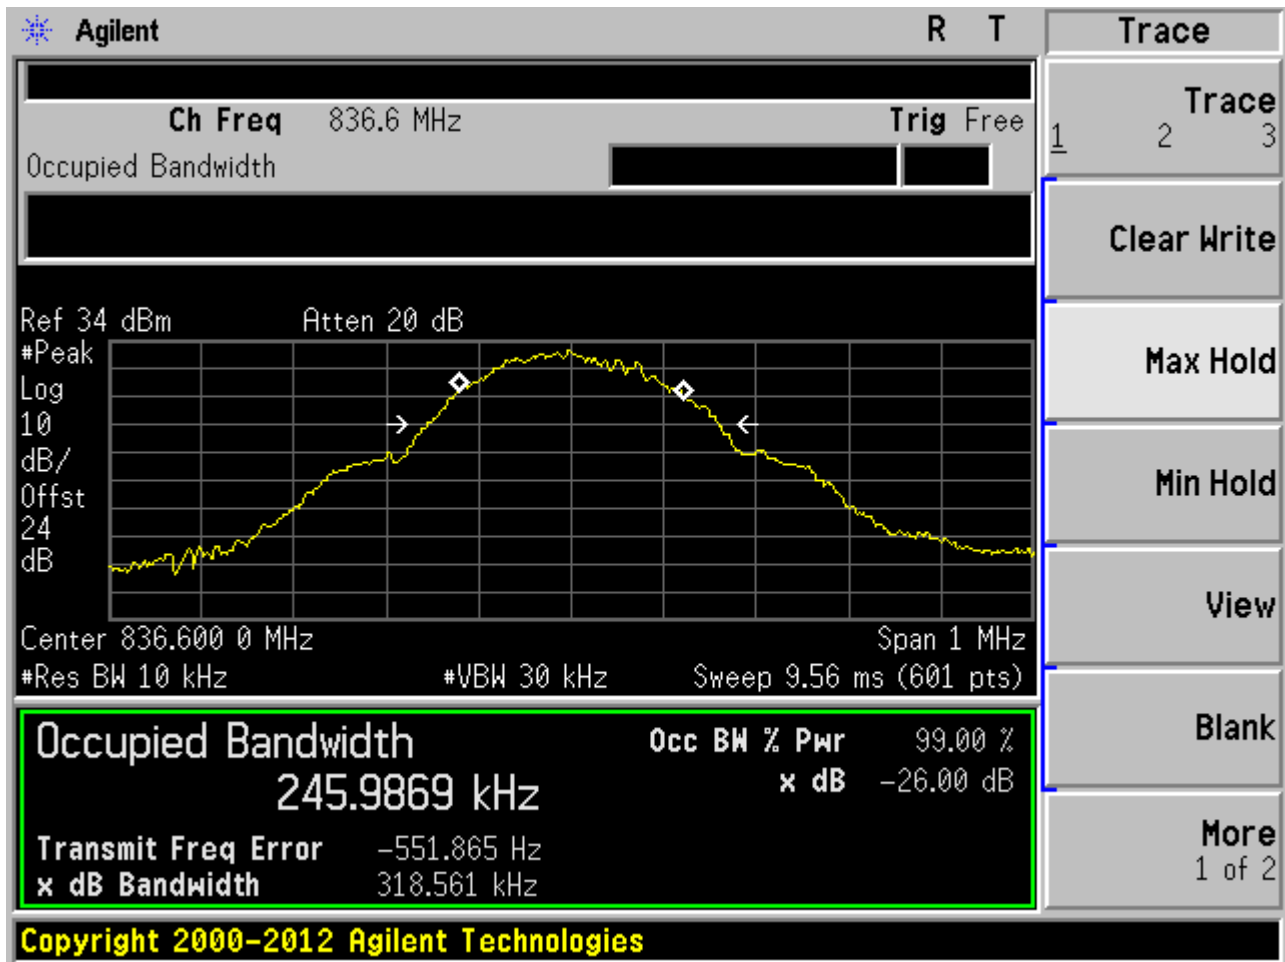 Agilent R T Trace
Ch Freq 836.6 MHz Trig Free
Occupied Bandwidth
Trace
1 2 3
Clear Write
Max Hold
Min Hold
View
Blank
More
1 of 2
Ref 34 dBm Atten 20 dB
#Peak
Log
10
dB/
Offst
24
dB
Center 836.600 0 MHz Span 1 MHz
#Res BW 10 kHz #VBW 30 kHz Sweep 9.56 ms (601 pts)
Occupied Bandwidth
245.9869 kHz
Occ BW % Pwr 99.00 %
x dB -26.00 dB
Transmit Freq Error -551.865 Hz
x dB Bandwidth 318.561 kHz
Copyright 2000-2012 Agilent Technologies